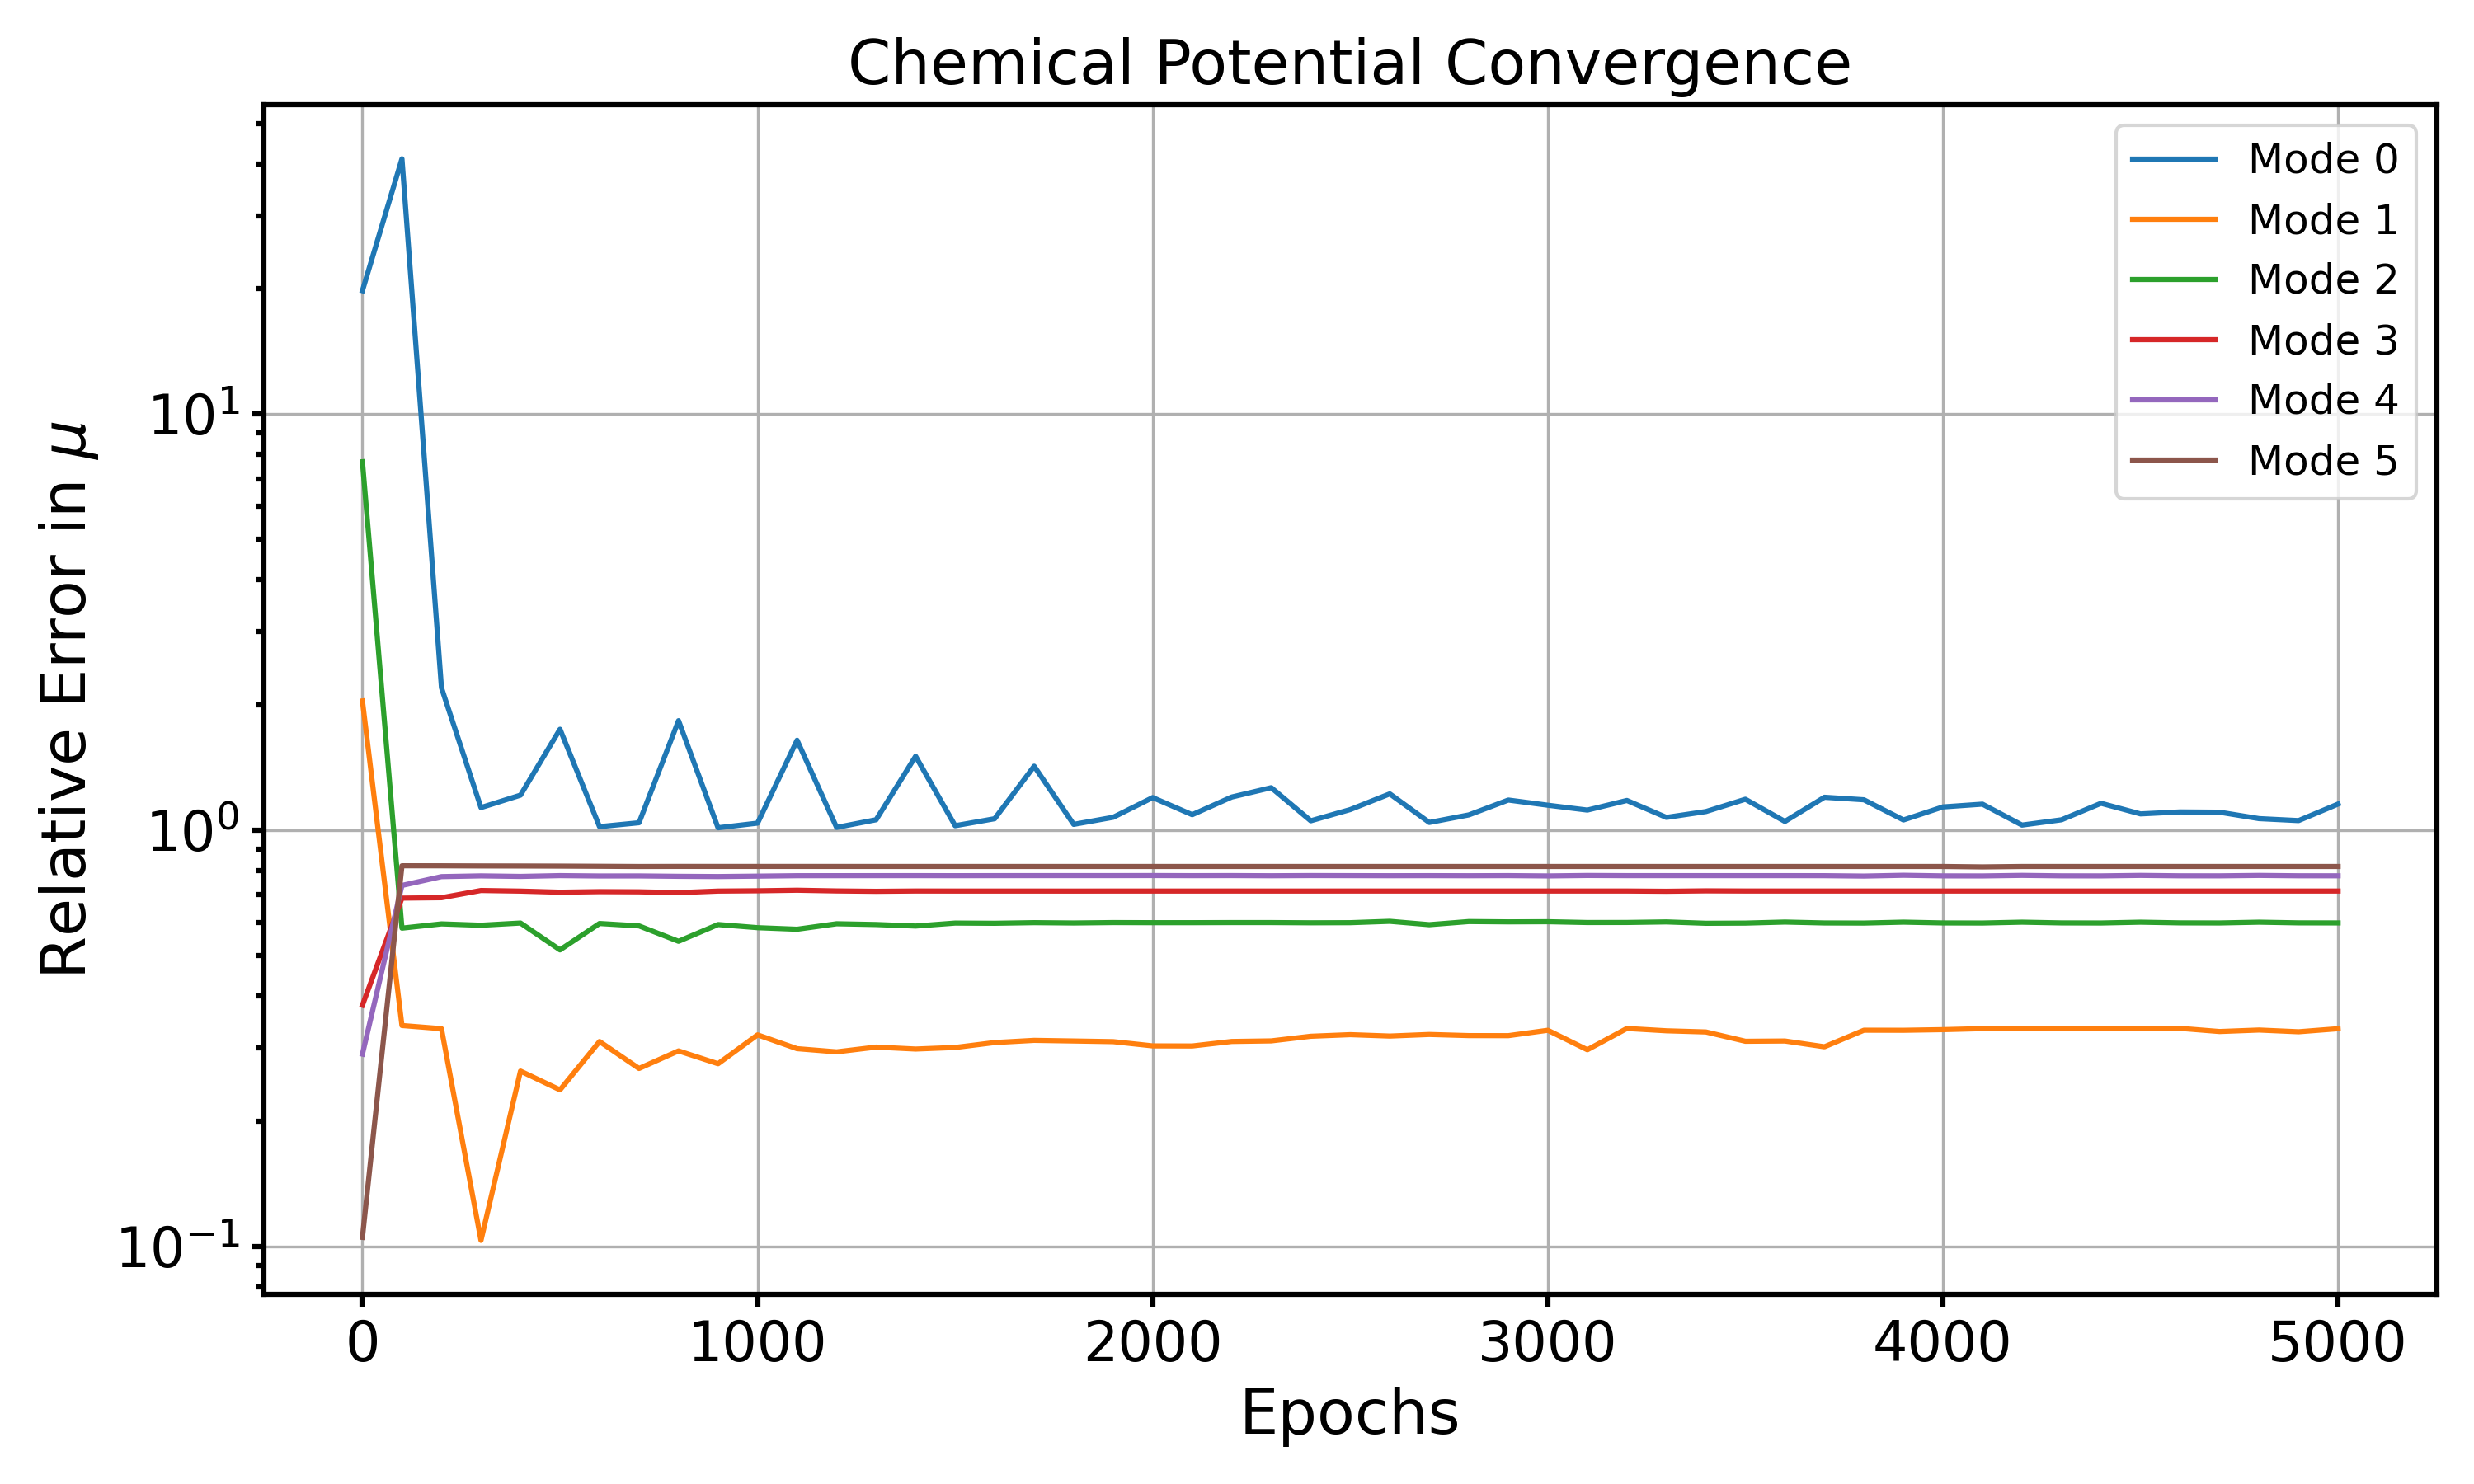 Chemical Potential Convergence
Relative Error in μ
10¹
10⁰
10⁻¹
Mode 0
Mode 1
Mode 2
Mode 3
Mode 4
Mode 5
0 1000 2000 3000 4000 5000
Epochs